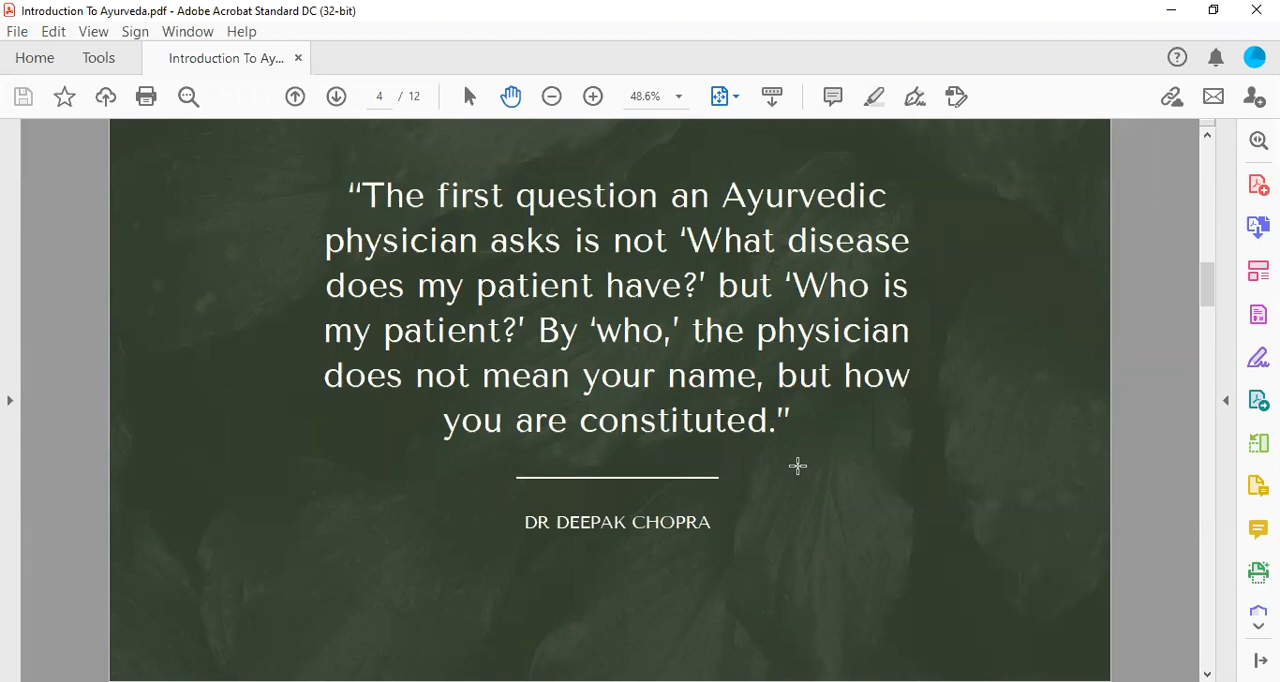 Introduction To Ayurveda.pdf - Adobe Acrobat Standard DC (32-bit)
File Edit View Sign Window Help
Home Tools Introduction To Ay... ×
4 / 12 48.6%
“The first question an Ayurvedic
physician asks is not ‘What disease
does my patient have?’ but ‘Who is
my patient?’ By ‘who,’ the physician
does not mean your name, but how
you are constituted.”
DR DEEPAK CHOPRA